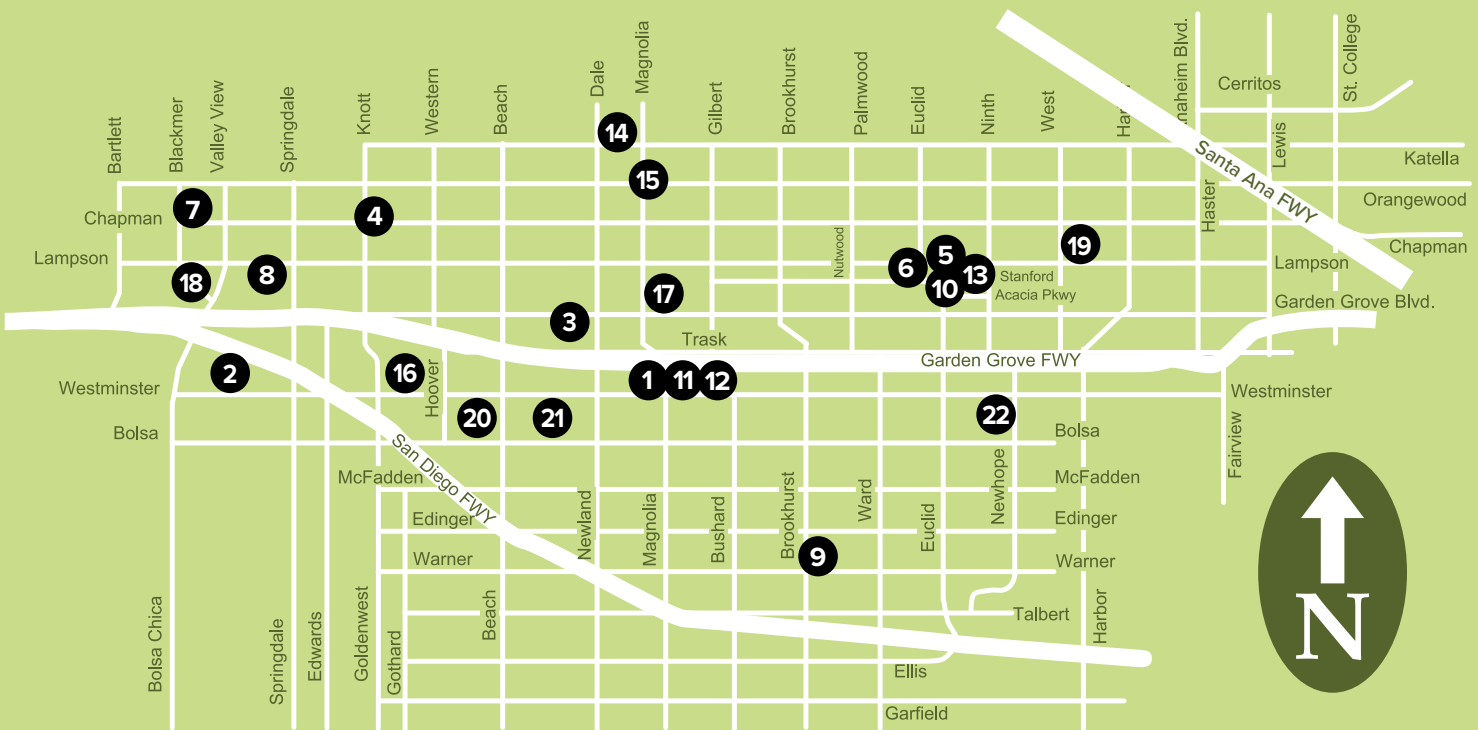 Bartlett
Blackmer
Valley View
Springdale
Knott
Western
Beach
Dale
Magnolia
Gilbert
Brookhurst
Palmwood
Euclid
Ninth
West
Lewis
St. College
Cerritos
14
Santa Ana FWY
Katella
15
Orangewood
7
4
Chapman
Haster
19
Chapman
Lampson
Nutwood
5
6
13
Stanford
Lampson
18
8
17
10
Acacia Pkwy
Garden Grove Blvd.
3
Trask
Garden Grove FWY
2
16
1
11
12
Westminster
Westminster
Hoover
20
21
22
Bolsa
Bolsa
San Diego FWY
McFadden
McFadden
Fairview
Edinger
Newland
Magnolia
Bushard
Brookhurst
Ward
Euclid
Newhope
Edinger
Warner
9
Warner
Bolsa Chica
Springdale
Edwards
Goldenwest
Gothard
Beach
Talbert
Harbor
N
Ellis
Garfield